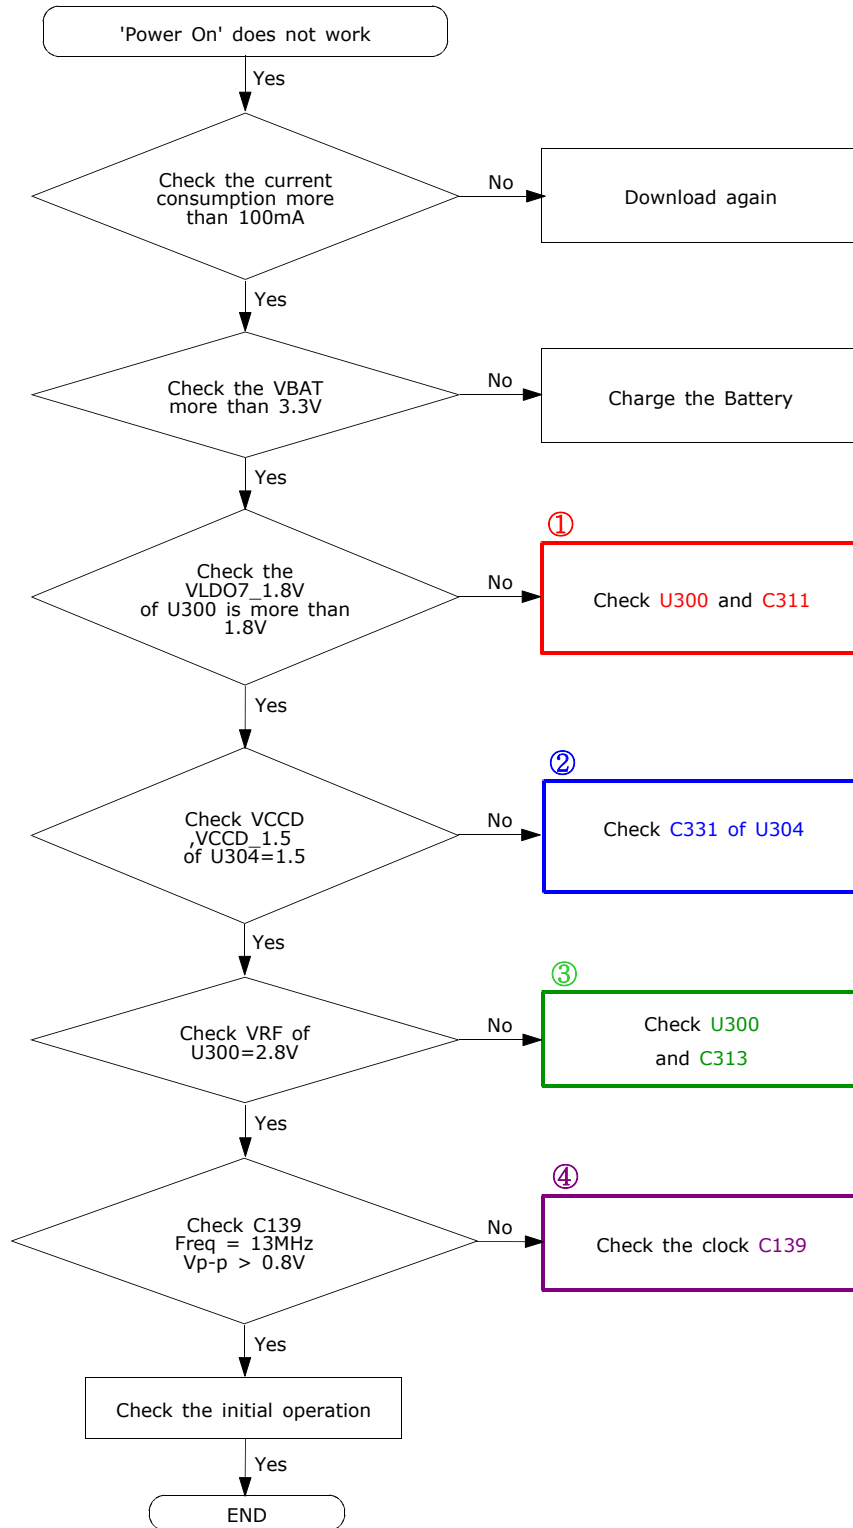 'Power On' does not work
Yes
Check the current
consumption more
than 100mA
No
Download again
Yes
Check the VBAT
more than 3.3V
No
Charge the Battery
Yes
①
Check the
VLDO7_1.8V
of U300 is more than
1.8V
No
Check U300 and C311
Yes
②
Check VCCD
,VCCD_1.5
of U304=1.5
No
Check C331 of U304
Yes
③
Check VRF of
U300=2.8V
No
Check U300
and C313
Yes
④
Check C139
Freq = 13MHz
Vp-p > 0.8V
No
Check the clock C139
Yes
Check the initial operation
Yes
END